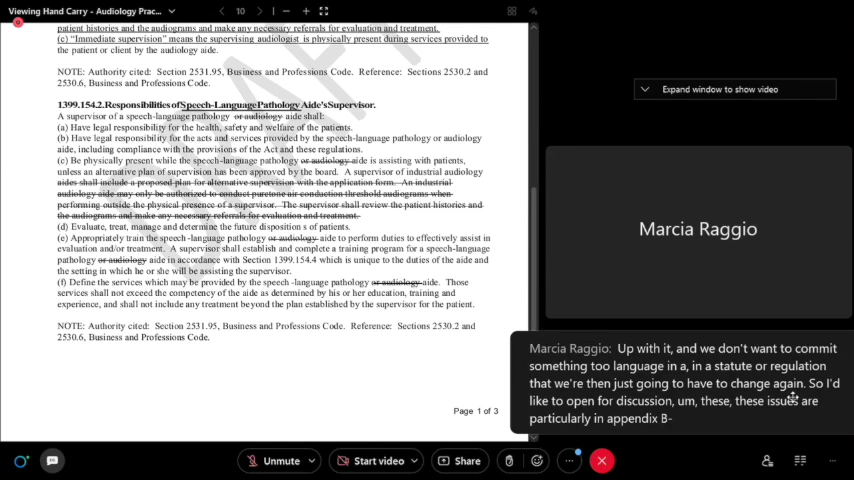 Viewing Hand Carry - Audiology Prac...
10
patient histories and the audiograms and make any necessary referrals for evaluation and treatment.
(c) "Immediate supervision" means the supervising audiologist is physically present during services provided to
the patient or client by the audiology aide.
NOTE: Authority cited: Section 2531.95, Business and Professions Code. Reference: Sections 2530.2 and
2530.6, Business and Professions Code.
1399.154.2. Responsibilities of Speech-Language Pathology Aide's Supervisor.
A supervisor of a speech-language pathology or audiology aide shall:
(a) Have legal responsibility for the health, safety and welfare of the patients.
(b) Have legal responsibility for the acts and services provided by the speech-language pathology or audiology
aide, including compliance with the provisions of the Act and these regulations.
(c) Be physically present while the speech-language pathology or audiology aide is assisting with patients,
unless an alternative plan of supervision has been approved by the board. A supervisor of industrial audiology
aides shall include a proposed plan for alternative supervision with the application form. An industrial
audiology aide may only be authorized to conduct puretone air conduction threshold audiograms when
performing outside the physical presence of a supervisor. The supervisor shall review the patient histories and
the audiograms and make any necessary referrals for evaluation and treatment.
(d) Evaluate, treat, manage and determine the future disposition s of patients.
(e) Appropriately train the speech-language pathology or audiology aide to perform duties to effectively assist in
evaluation and/or treatment. A supervisor shall establish and complete a training program for a speech-language
pathology or audiology aide in accordance with Section 1399.154.4 which is unique to the duties of the aide and
the setting in which he or she will be assisting the supervisor.
(f) Define the services which may be provided by the speech -language pathology or audiology aide. Those
services shall not exceed the competency of the aide as determined by his or her education, training and
experience, and shall not include any treatment beyond the plan established by the supervisor for the patient.
NOTE: Authority cited: Section 2531.95, Business and Professions Code. Reference: Sections 2530.2 and
2530.6, Business and Professions Code.
Page 1 of 3
DRAFT
Expand window to show video
Marcia Raggio
Marcia Raggio: Up with it, and we don't want to commit
something too language in a, in a statute or regulation
that we're then just going to have to change again. So I'd
like to open for discussion, um, these, these issues are
particularly in appendix B-
Unmute
Start video
Share